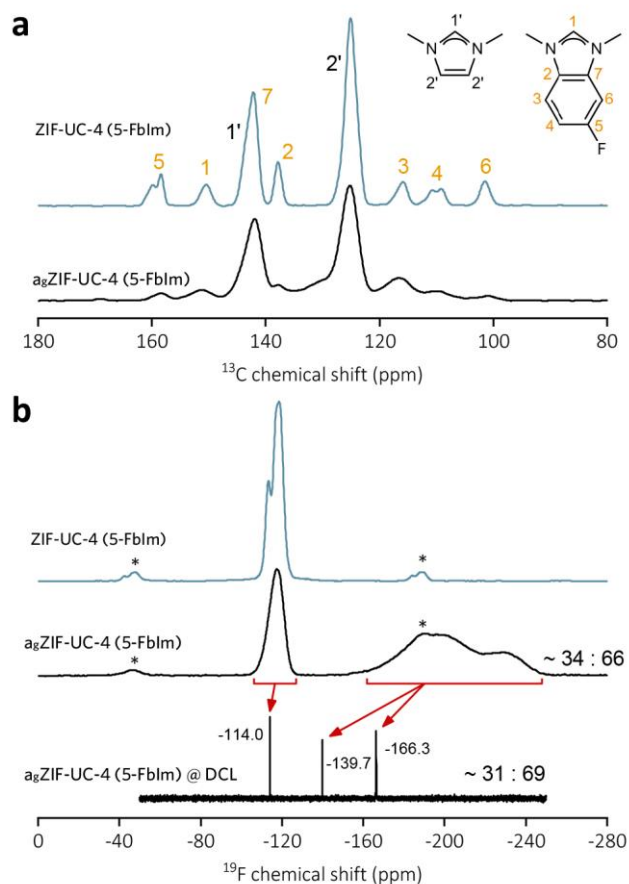 a
1'
N
N
2'
2'
1
N
N
2
7
3
6
4
5
F
ZIF-UC-4 (5-FbIm)
5
1
1'
7
2
2'
3
4
6
agZIF-UC-4 (5-FbIm)
180
160
140
120
100
80
13C chemical shift (ppm)
b
ZIF-UC-4 (5-FbIm)
*
*
agZIF-UC-4 (5-FbIm)
*
*
~ 34 : 66
-114.0
-139.7
-166.3
agZIF-UC-4 (5-FbIm) @ DCL
~ 31 : 69
0
-40
-80
-120
-160
-200
-240
-280
19F chemical shift (ppm)